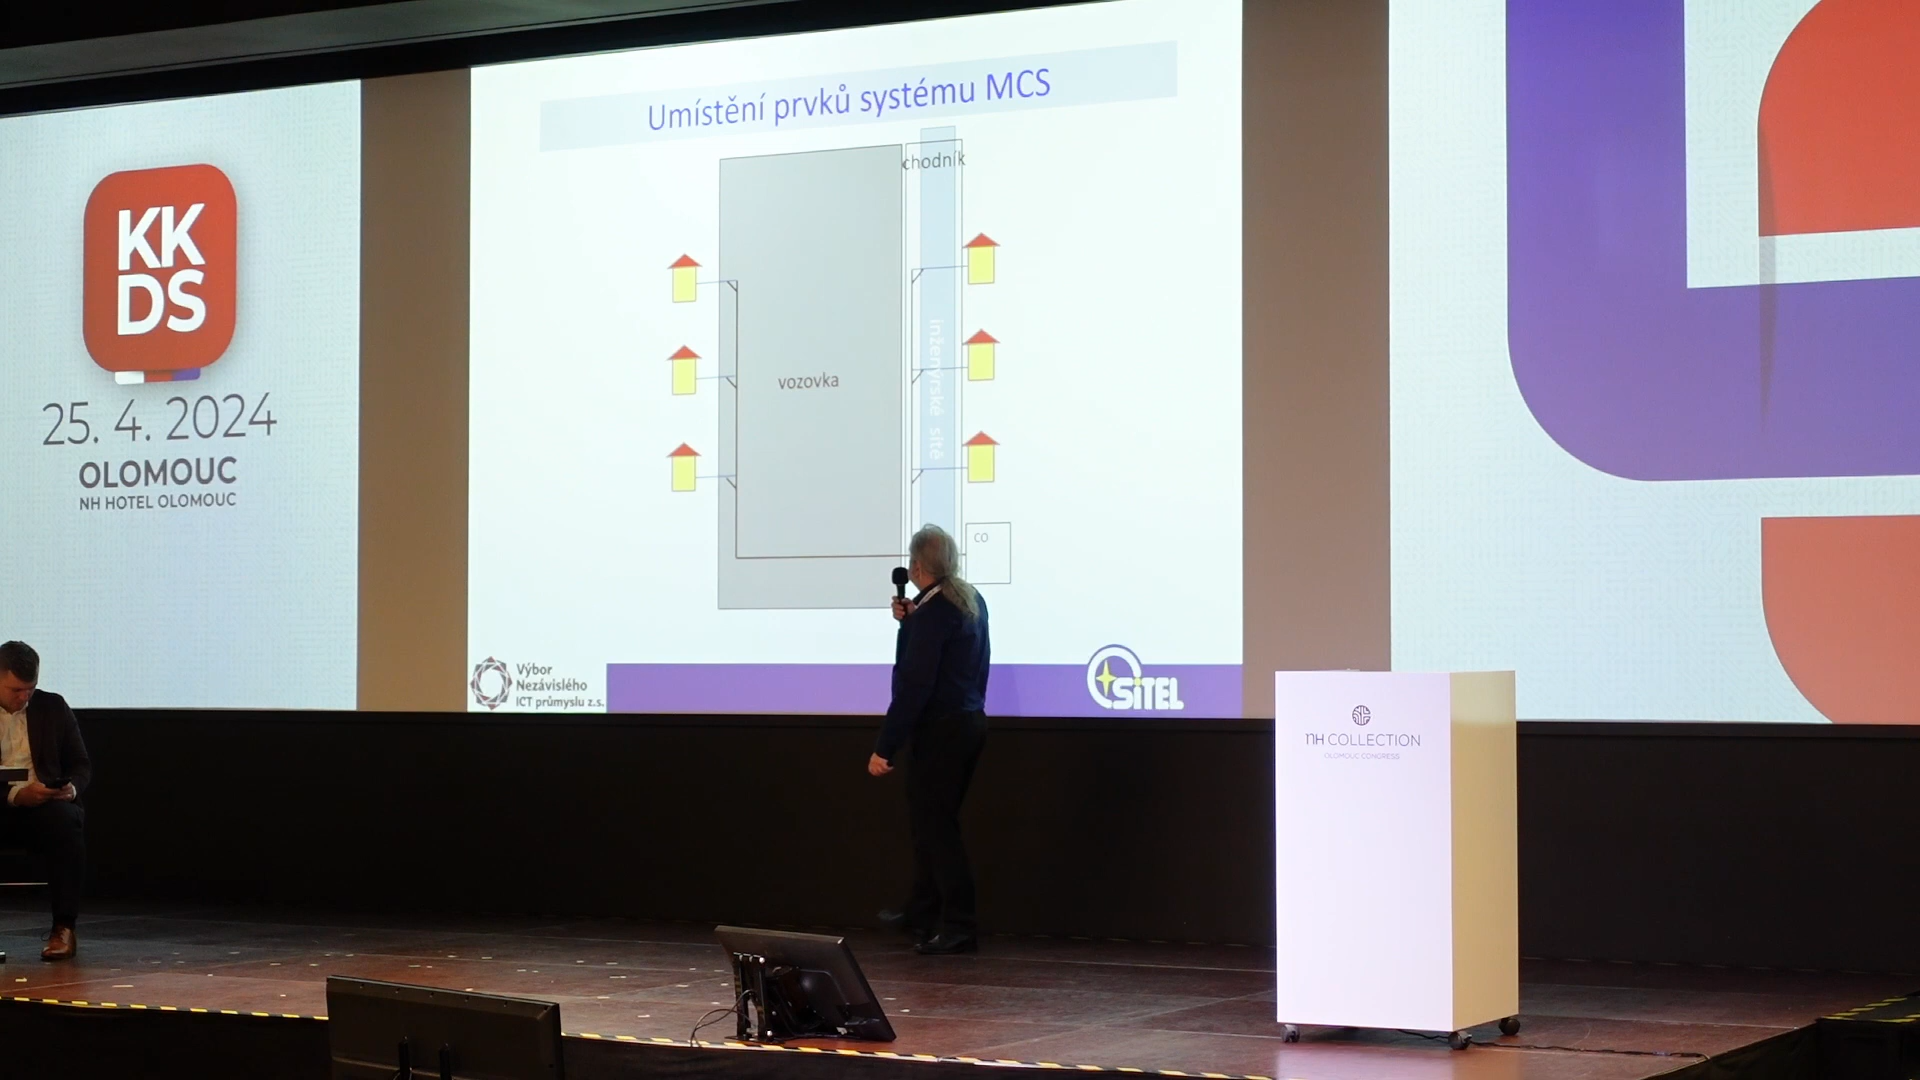 KK
DS
25. 4. 2024
OLOMOUC
NH HOTEL OLOMOUC
Umístění prvků systému MCS
chodník
vozovka
inženýrské sítě
CO
Výbor
Nezávislého
ICT průmyslu z.s.
SITEL
NH COLLECTION
OLOMOUC CONGRESS